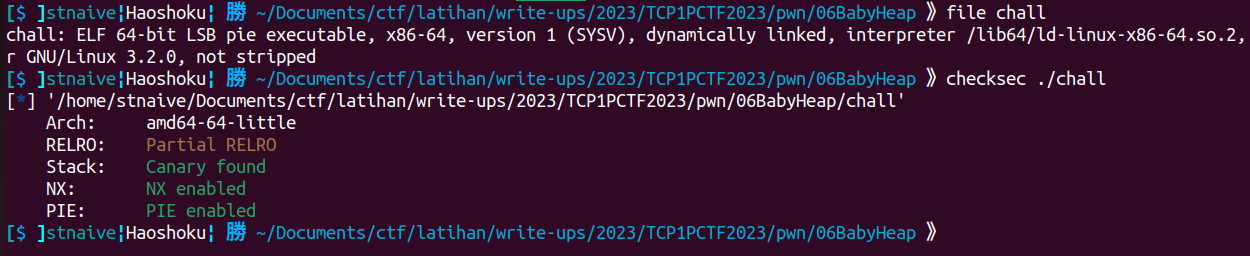 [$ ]stnaive¦Haoshoku¦ 勝 ~/Documents/ctf/latihan/write-ups/2023/TCP1PCTF2023/pwn/06BabyHeap 》 file chall
chall: ELF 64-bit LSB pie executable, x86-64, version 1 (SYSV), dynamically linked, interpreter /lib64/ld-linux-x86-64.so.2,
r GNU/Linux 3.2.0, not stripped
[$ ]stnaive¦Haoshoku¦ 勝 ~/Documents/ctf/latihan/write-ups/2023/TCP1PCTF2023/pwn/06BabyHeap 》 checksec ./chall
[*] '/home/stnaive/Documents/ctf/latihan/write-ups/2023/TCP1PCTF2023/pwn/06BabyHeap/chall'
Arch: amd64-64-little
RELRO: Partial RELRO
Stack: Canary found
NX: NX enabled
PIE: PIE enabled
[$ ]stnaive¦Haoshoku¦ 勝 ~/Documents/ctf/latihan/write-ups/2023/TCP1PCTF2023/pwn/06BabyHeap 》